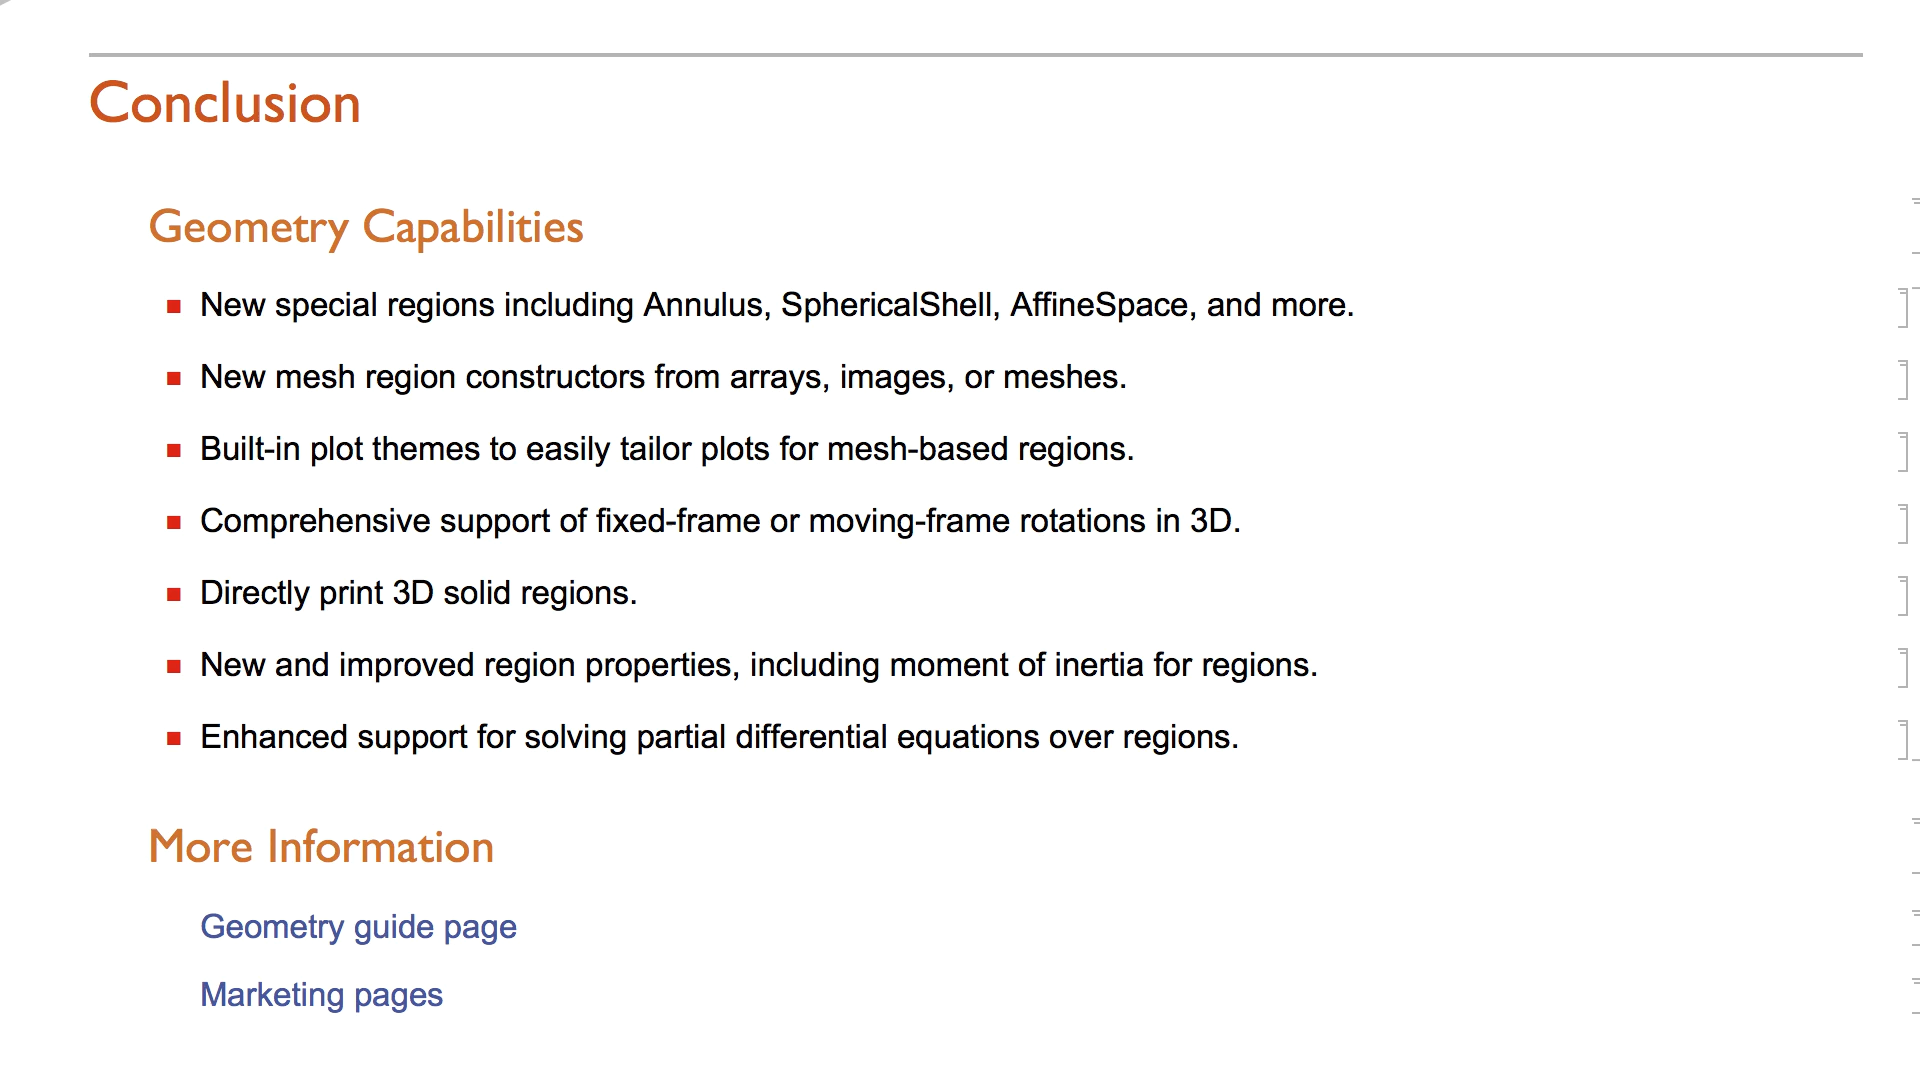 Conclusion
Geometry Capabilities
New special regions including Annulus, SphericalShell, AffineSpace, and more.
New mesh region constructors from arrays, images, or meshes.
Built-in plot themes to easily tailor plots for mesh-based regions.
Comprehensive support of fixed-frame or moving-frame rotations in 3D.
Directly print 3D solid regions.
New and improved region properties, including moment of inertia for regions.
Enhanced support for solving partial differential equations over regions.
More Information
Geometry guide page
Marketing pages